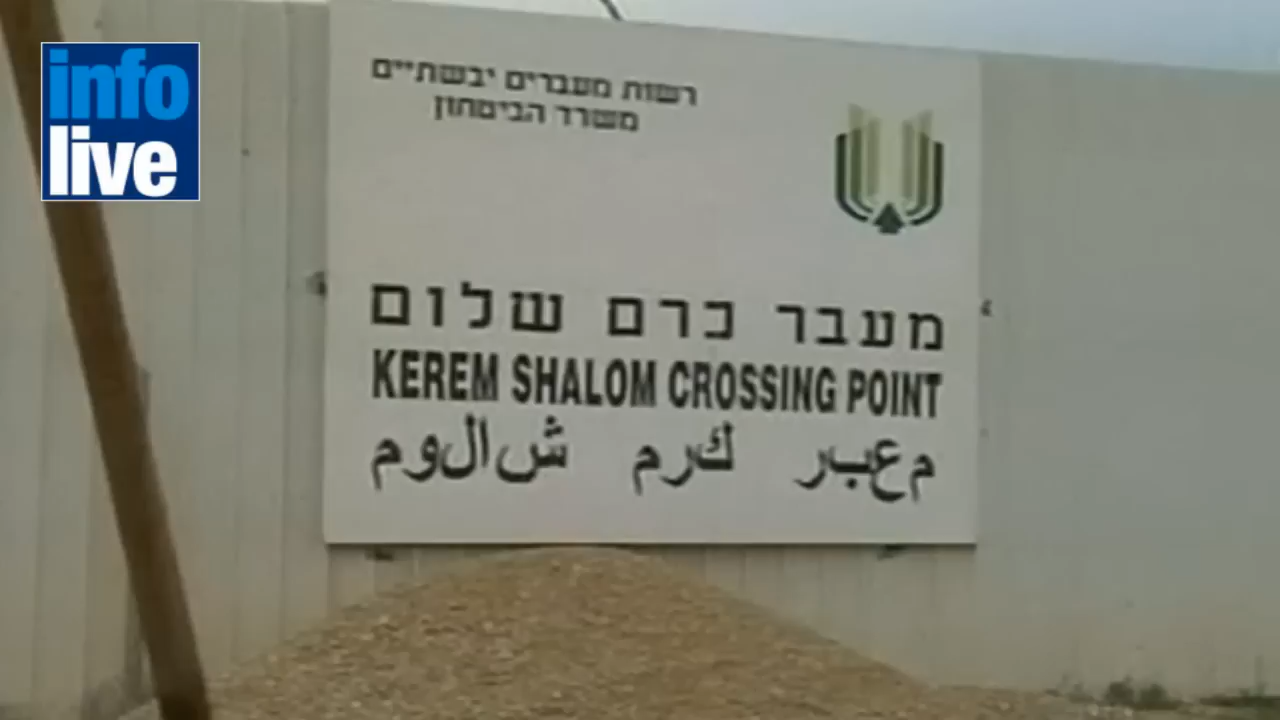 info
live
רשות מעברים יבשתיים
משרד הביטחון
מעבר כרם שלום
KEREM SHALOM CROSSING POINT
معبر كرم شالوم